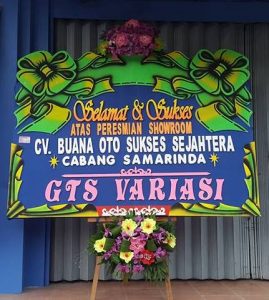 Selamat & Sukses
ATAS PERESMIAN SHOWROOM
CV. BUANA OTO SUKSES SEJAHTERA
CABANG SAMARINDA
GTS VARIASI